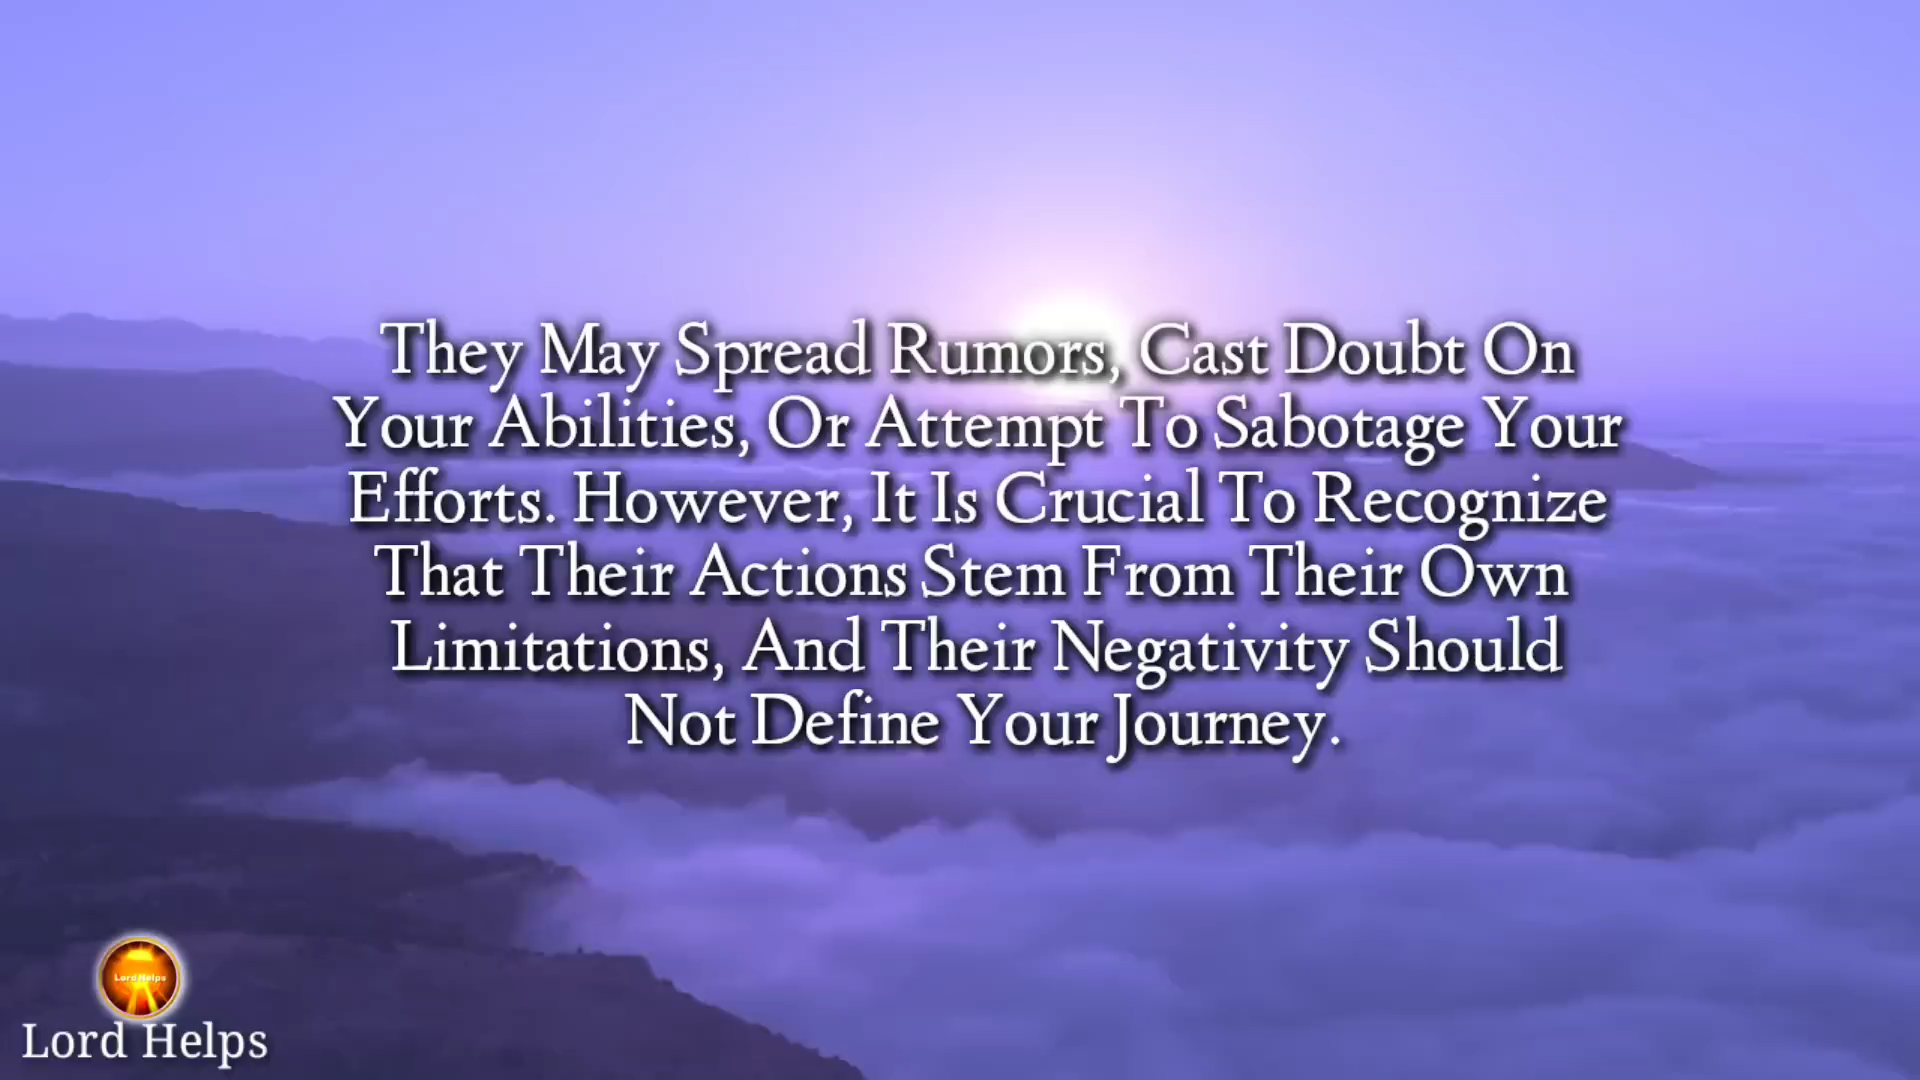 They May Spread Rumors, Cast Doubt On
Your Abilities, Or Attempt To Sabotage Your
Efforts. However, It Is Crucial To Recognize
That Their Actions Stem From Their Own
Limitations, And Their Negativity Should
Not Define Your Journey.
Lord Helps
Lord Helps